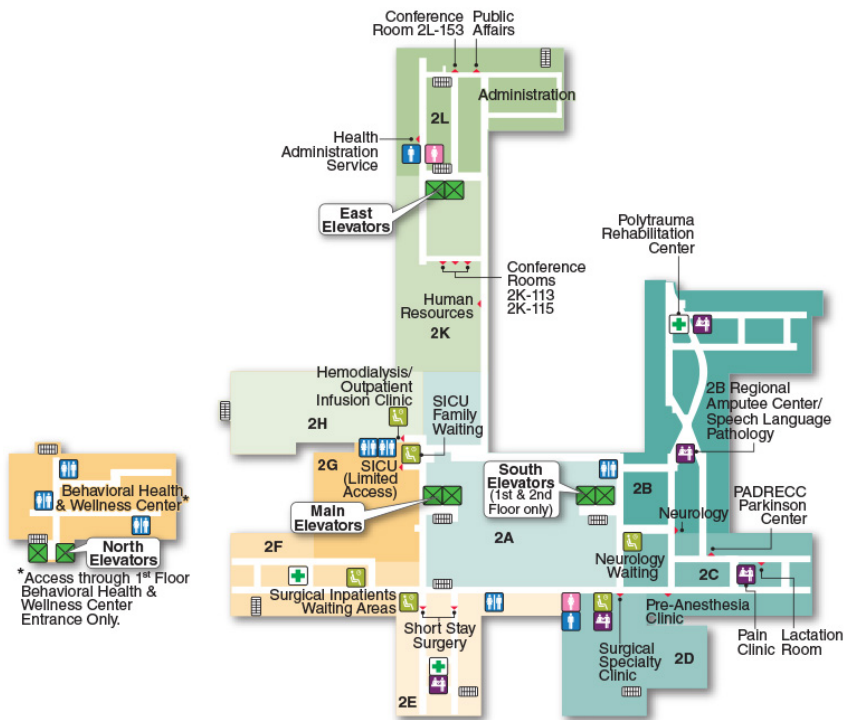 Conference
Room 2L-153
Public
Affairs
Administration
2L
Health
Administration
Service
East
Elevators
Polytrauma
Rehabilitation
Center
Conference
Rooms
2K-113
2K-115
Human
Resources
2K
Hemodialysis/
Outpatient
Infusion Clinic
2H
SICU
Family
Waiting
2B Regional
Amputee Center/
Speech Language
Pathology
2G
SICU
(Limited
Access)
South
Elevators
(1st & 2nd
Floor only)
2B
Behavioral Health
& Wellness Center*
Main
Elevators
PADRECC
Parkinson
Center
Neurology
North
Elevators
2F
2A
Neurology
Waiting
2C
*Access through 1st Floor
Behavioral Health &
Wellness Center
Entrance Only.
Surgical Inpatients
Waiting Areas
Short Stay
Surgery
Pre-Anesthesia
Clinic
Surgical
Specialty
Clinic
2D
Pain
Clinic
Lactation
Room
2E